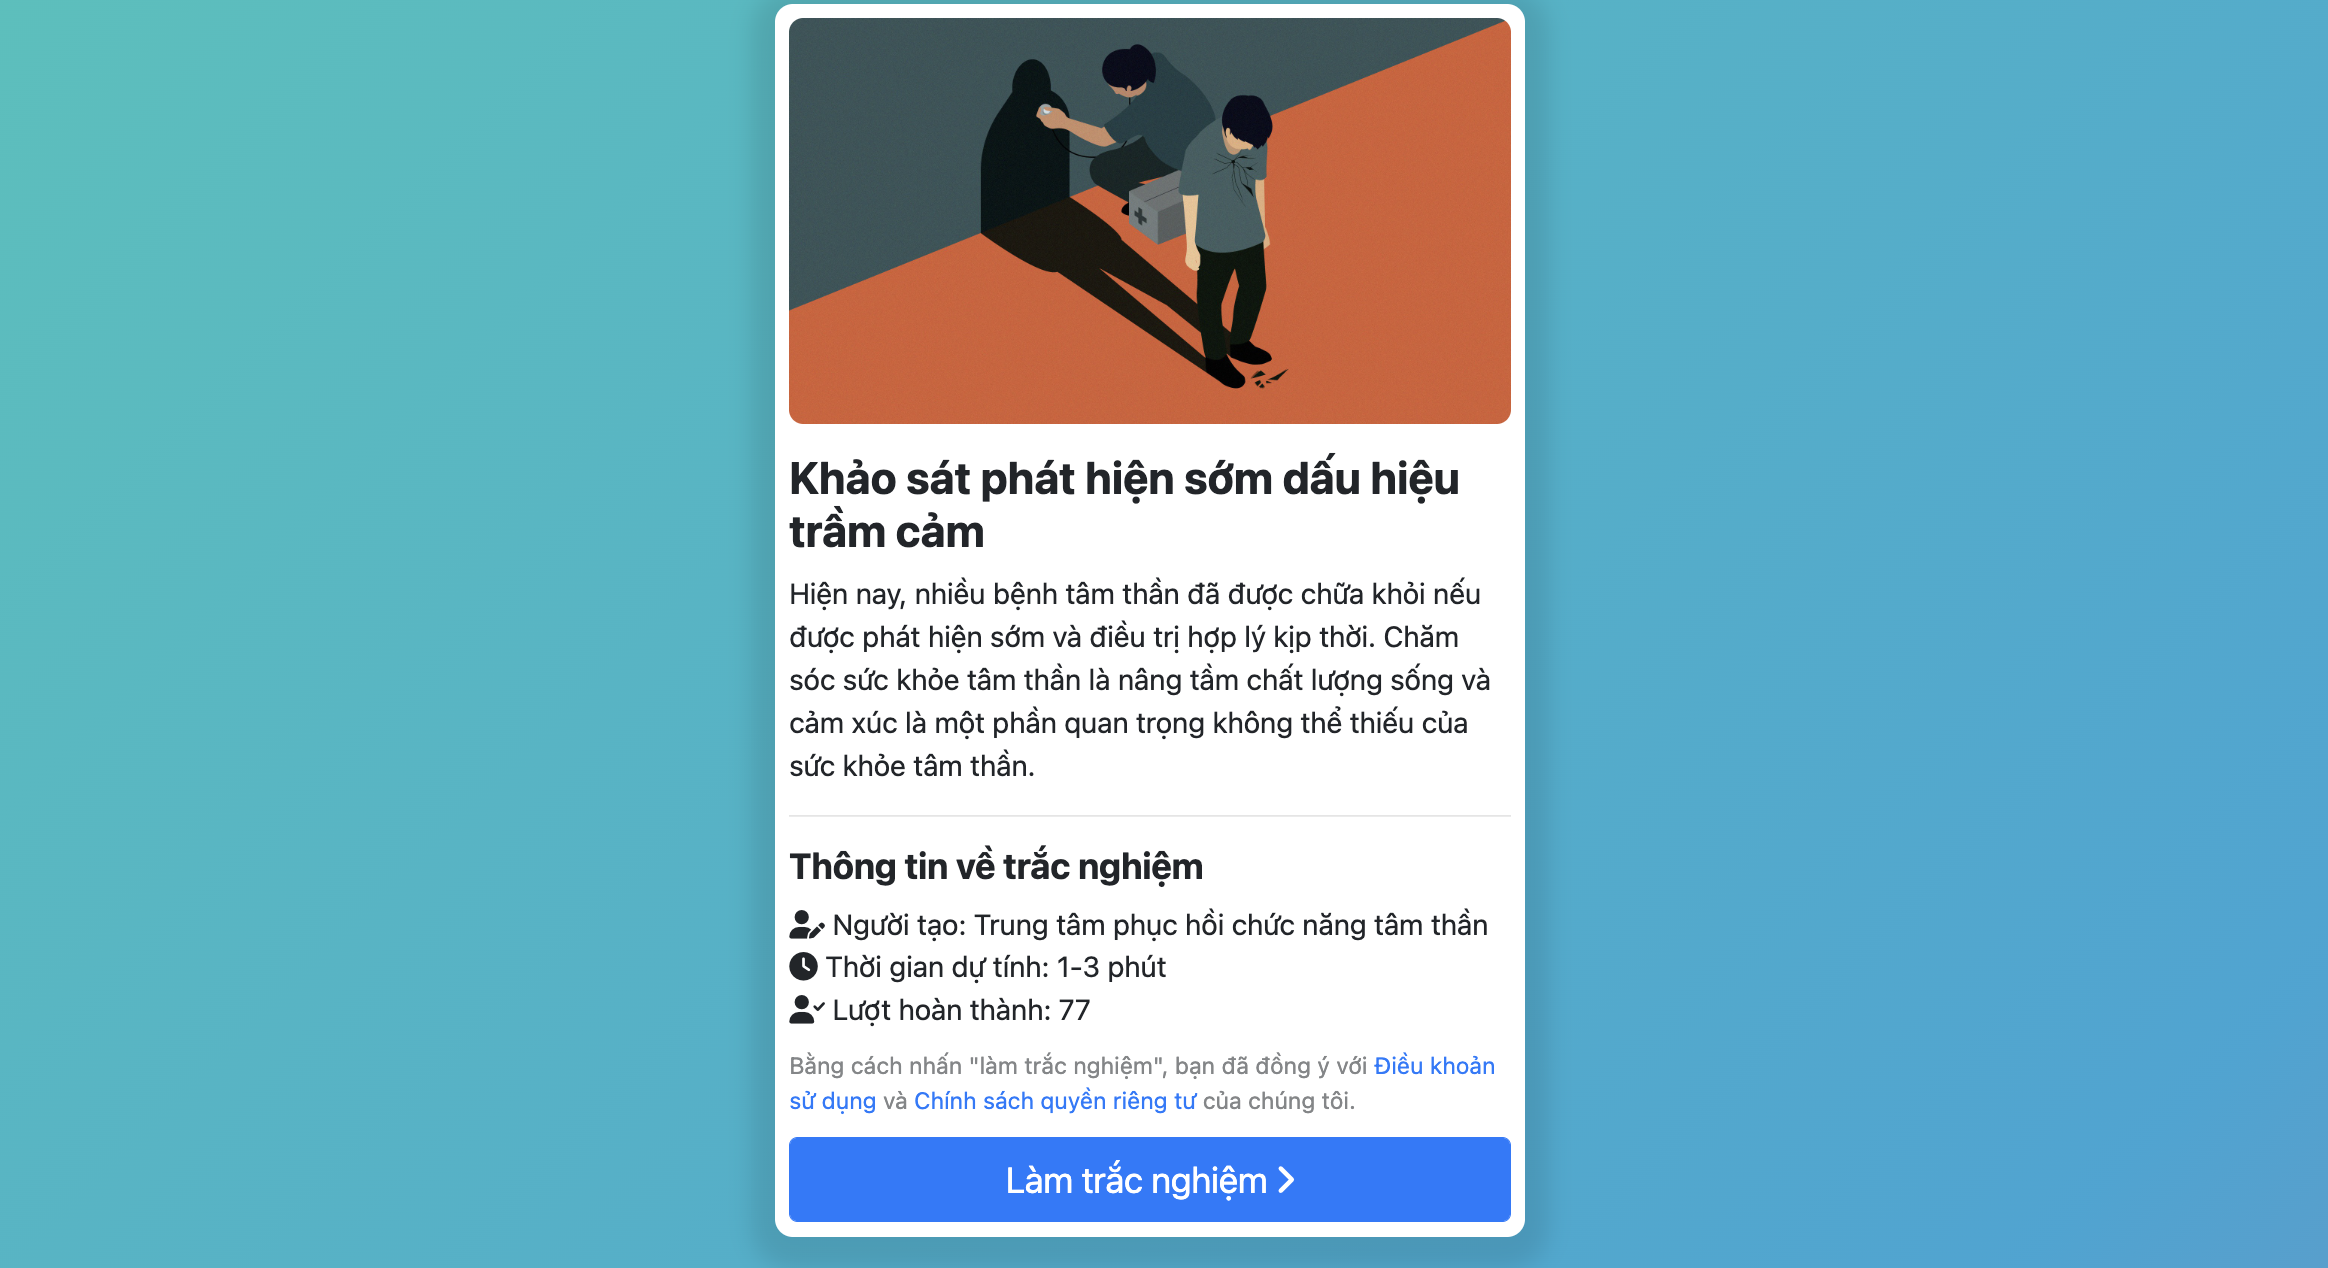 Khảo sát phát hiện sớm dấu hiệu
trầm cảm
Hiện nay, nhiều bệnh tâm thần đã được chữa khỏi nếu
được phát hiện sớm và điều trị hợp lý kịp thời. Chăm
sóc sức khỏe tâm thần là nâng tầm chất lượng sống và
cảm xúc là một phần quan trọng không thể thiếu của
sức khỏe tâm thần.
Thông tin về trắc nghiệm
Người tạo: Trung tâm phục hồi chức năng tâm thần
Thời gian dự tính: 1-3 phút
Lượt hoàn thành: 77
Bằng cách nhấn "làm trắc nghiệm", bạn đã đồng ý với Điều khoản
sử dụng và Chính sách quyền riêng tư của chúng tôi.
Làm trắc nghiệm